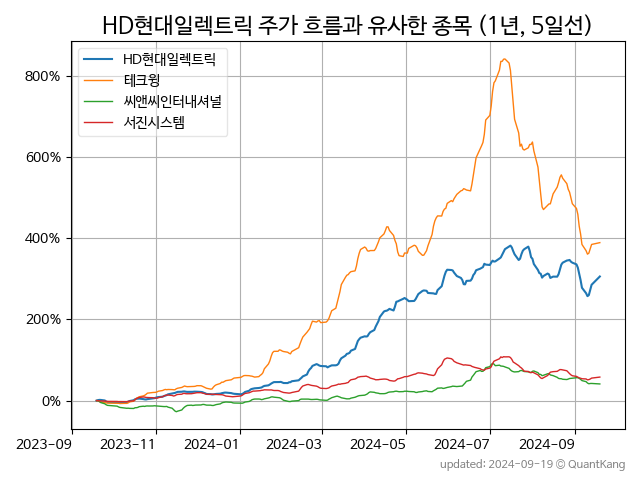 HD현대일렉트릭 주가 흐름과 유사한 종목 (1년, 5일선)
HD현대일렉트릭
테크윙
씨앤씨인터내셔널
서진시스템
800%
600%
400%
200%
0%
2023-09 2023-11 2024-01 2024-03 2024-05 2024-07 2024-09
updated: 2024-09-19 © QuantKang